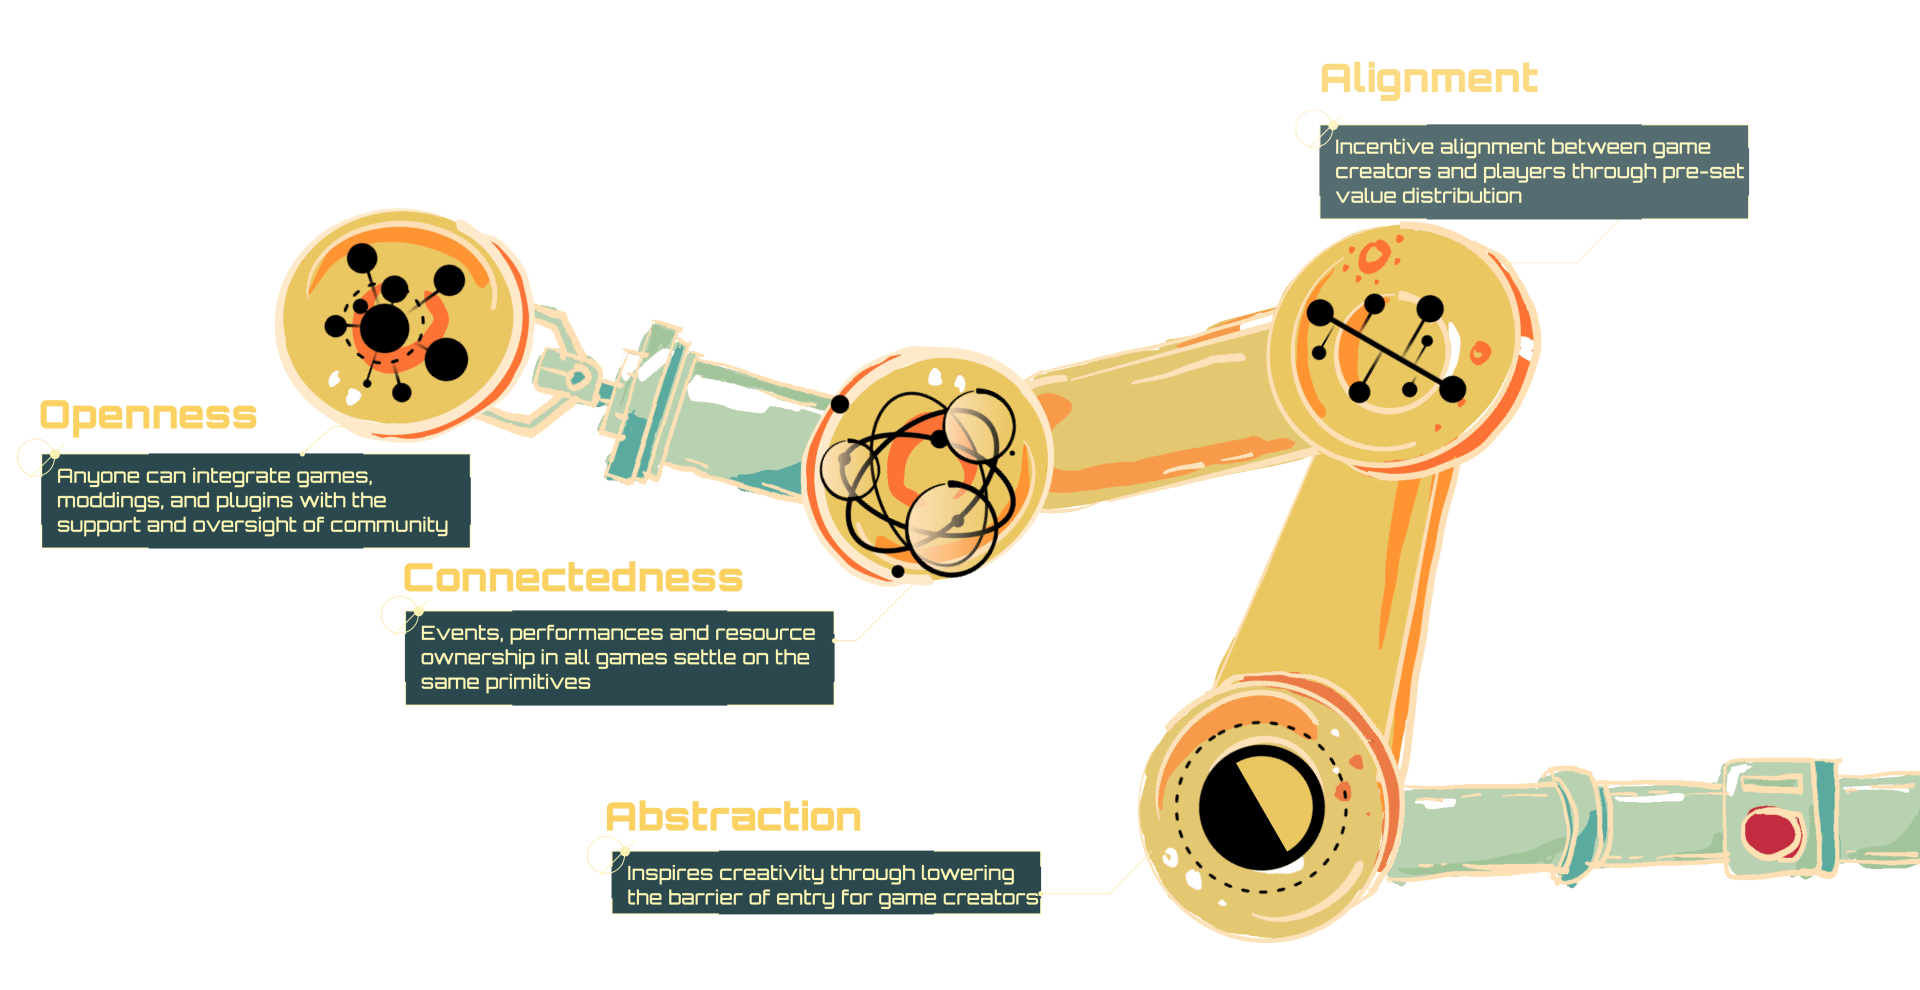 Alignment
Incentive alignment between game
creators and players through pre-set
value distribution
Openness
Anyone can integrate games,
moddings, and plugins with the
support and oversight of community
Connectedness
Events, performances and resource
ownership in all games settle on the
same primitives
Abstraction
Inspires creativity through lowering
the barrier of entry for game creators